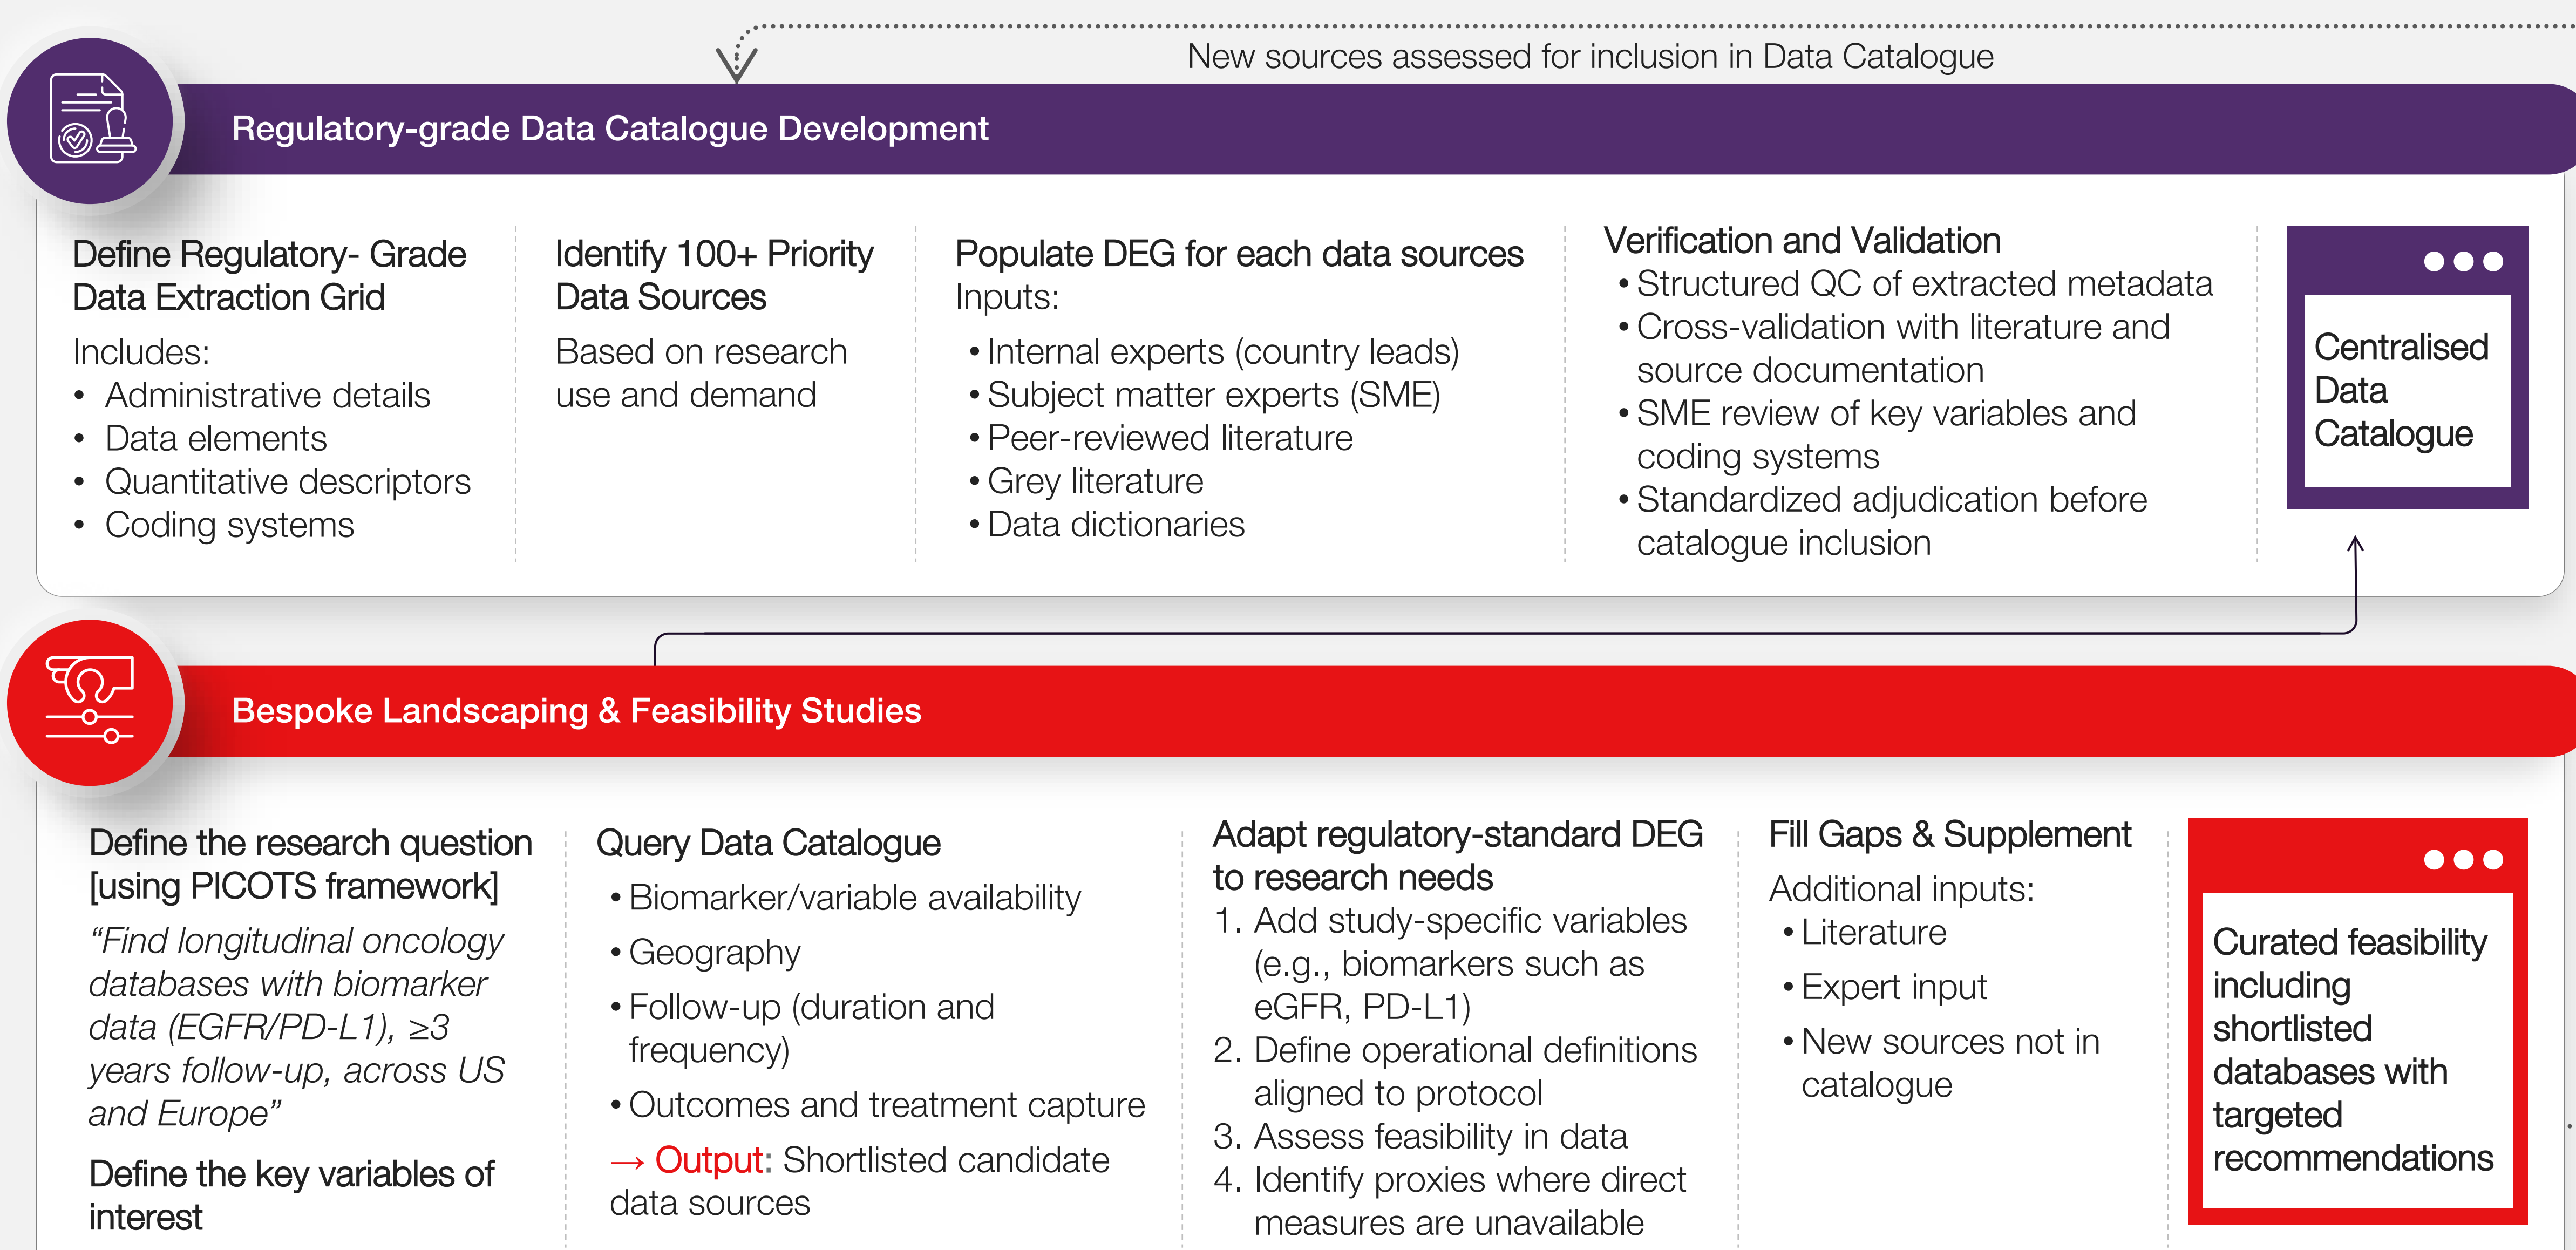 New sources assessed for inclusion in Data Catalogue
Regulatory-grade Data Catalogue Development
Define Regulatory- Grade
Data Extraction Grid
Includes:
• Administrative details
• Data elements
• Quantitative descriptors
• Coding systems
Identify 100+ Priority
Data Sources
Based on research
use and demand
Populate DEG for each data sources
Inputs:
• Internal experts (country leads)
• Subject matter experts (SME)
• Peer-reviewed literature
• Grey literature
• Data dictionaries
Verification and Validation
• Structured QC of extracted metadata
• Cross-validation with literature and
source documentation
• SME review of key variables and
coding systems
• Standardized adjudication before
catalogue inclusion
Centralised
Data
Catalogue
Bespoke Landscaping & Feasibility Studies
Define the research question
[using PICOTS framework]
“Find longitudinal oncology
databases with biomarker
data (EGFR/PD-L1), ≥3
years follow-up, across US
and Europe”
Define the key variables of
interest
Query Data Catalogue
• Biomarker/variable availability
• Geography
• Follow-up (duration and
frequency)
• Outcomes and treatment capture
→ Output: Shortlisted candidate
data sources
Adapt regulatory-standard DEG
to research needs
1. Add study-specific variables
(e.g., biomarkers such as
eGFR, PD-L1)
2. Define operational definitions
aligned to protocol
3. Assess feasibility in data
4. Identify proxies where direct
measures are unavailable
Fill Gaps & Supplement
Additional inputs:
• Literature
• Expert input
• New sources not in
catalogue
Curated feasibility
including
shortlisted
databases with
targeted
recommendations